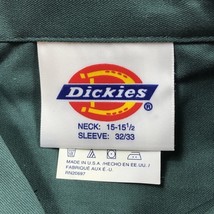 Dickies
®
NECK: 15-15½
SLEEVE: 32/33
MADE IN U.S.A. / HECHO EN EE.UU. /
FABRIQUÉ AUX É.-U.